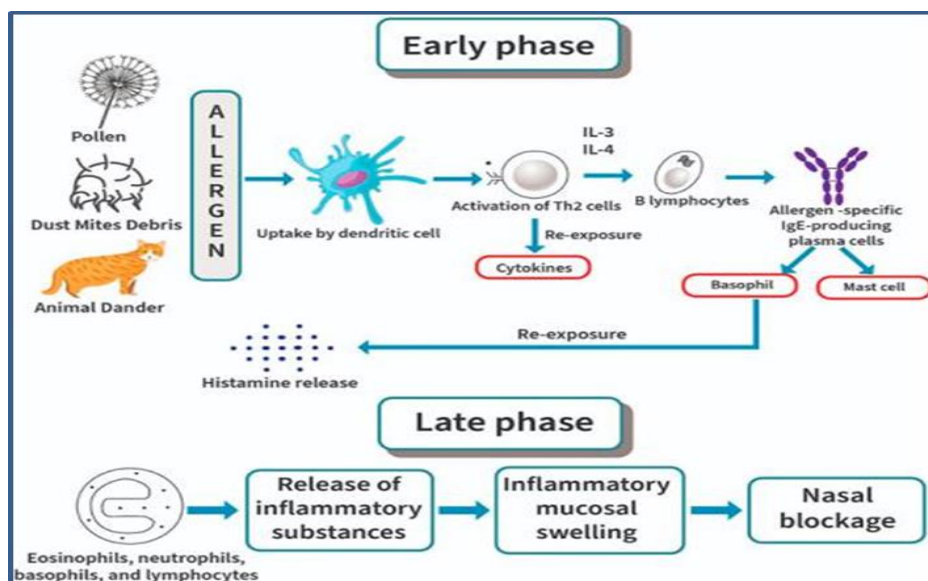 Early phase
Pollen
Dust Mites Debris
Animal Dander
ALLERGEN
Uptake by dendritic cell
Activation of Th2 cells
IL-3
IL-4
B lymphocytes
Allergen -specific
IgE-producing
plasma cells
Re-exposure
Cytokines
Basophil
Mast cell
Re-exposure
Histamine release
Late phase
Eosinophils, neutrophils,
basophils, and lymphocytes
Release of
inflammatory
substances
Inflammatory
mucosal
swelling
Nasal
blockage